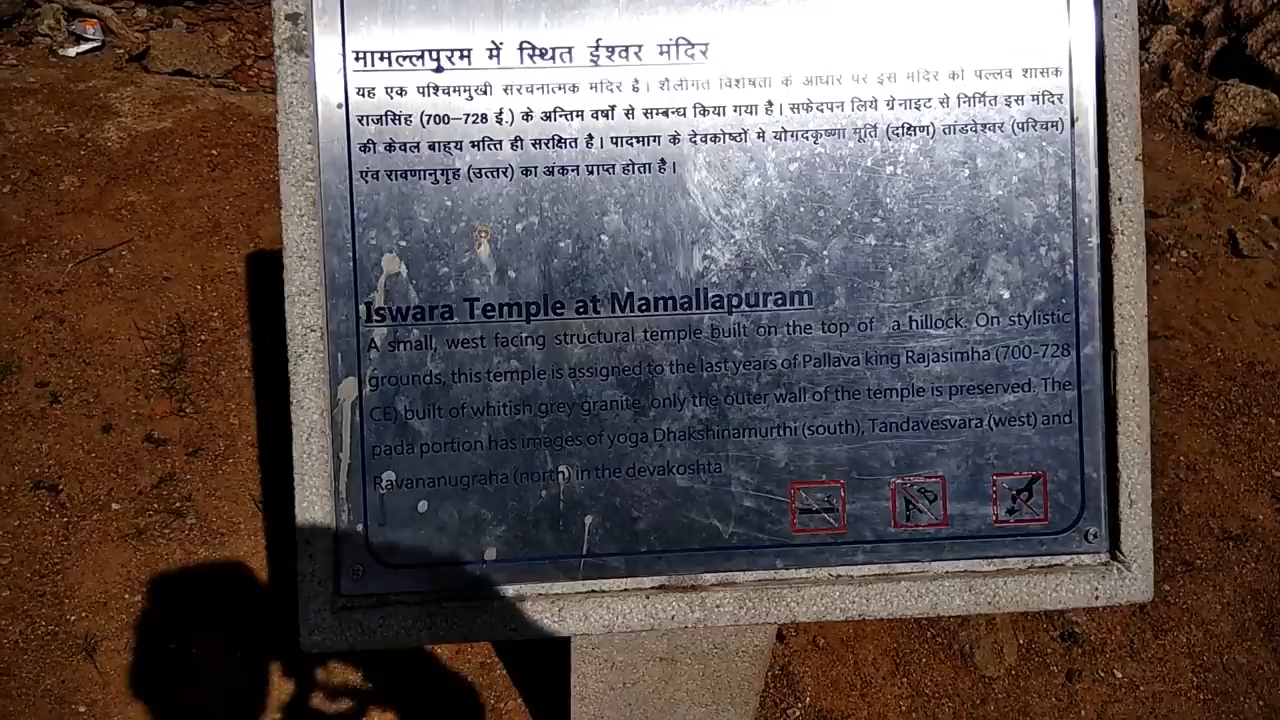 मामल्लपुरम में स्थित ईश्वर मंदिर
यह एक पश्चिममुखी सरचनात्मक मदिर है। शैलीगत विशेषता क आधार पर इस मदिर को पल्लव शासक
राजसिंह (700–728 ई.) के अन्तिम वर्षों से सम्बन्ध किया गया है। सफेदपन लिये ग्रेनाइट से निर्मित इस मंदिर
की केवल बाह्य भत्ति ही सरक्षित है। पादभाग के देवकोष्ठों मे योगदकृष्णा मूर्ति (दक्षिण) तांडवेश्वर (पश्चिम)
एंव रावणानुगृह (उत्तर) का अंकन प्राप्त होता है।
Iswara Temple at Mamallapuram
A small, west facing structural temple built on the top of a hillock. On stylistic
grounds, this temple is assigned to the last years of Pallava king Rajasimha (700-728
CE) built of whitish grey granite, only the outer wall of the temple is preserved. The
pada portion has images of yoga Dhakshinamurthi (south), Tandavesvara (west) and
Ravananugraha (north) in the devakoshta